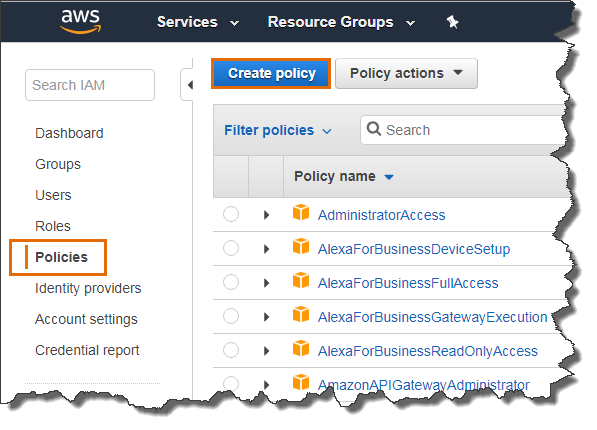 aws Services Resource Groups
Search IAM
Dashboard
Groups
Users
Roles
Policies
Identity providers
Account settings
Credential report
Create policy Policy actions
Filter policies Search
Policy name
AdministratorAccess
AlexaForBusinessDeviceSetup
AlexaForBusinessFullAccess
AlexaForBusinessGatewayExecution
AlexaForBusinessReadOnlyAccess
AmazonAPIGatewayAdministrator